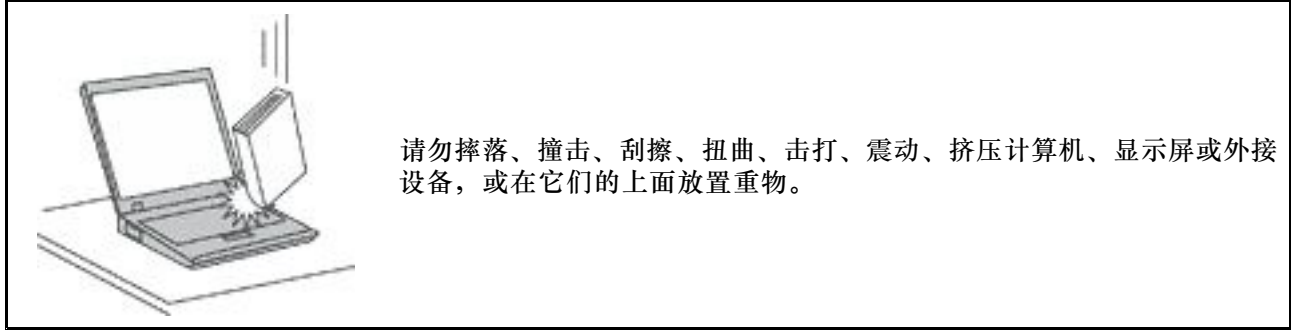 请勿摔落、撞击、刮擦、扭曲、击打、震动、挤压计算机、显示屏或外接
设备，或在它们的上面放置重物。